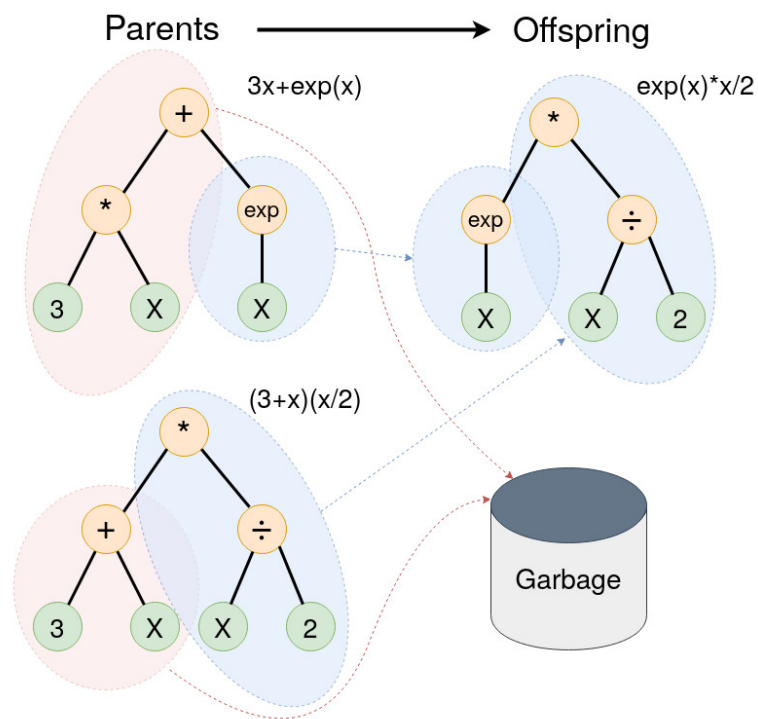 Parents
Offspring
3x+exp(x)
exp(x)*x/2
+
*
*
exp
exp
÷
3
X
X
X
X
2
(3+x)(x/2)
*
+
÷
Garbage
3
X
X
2